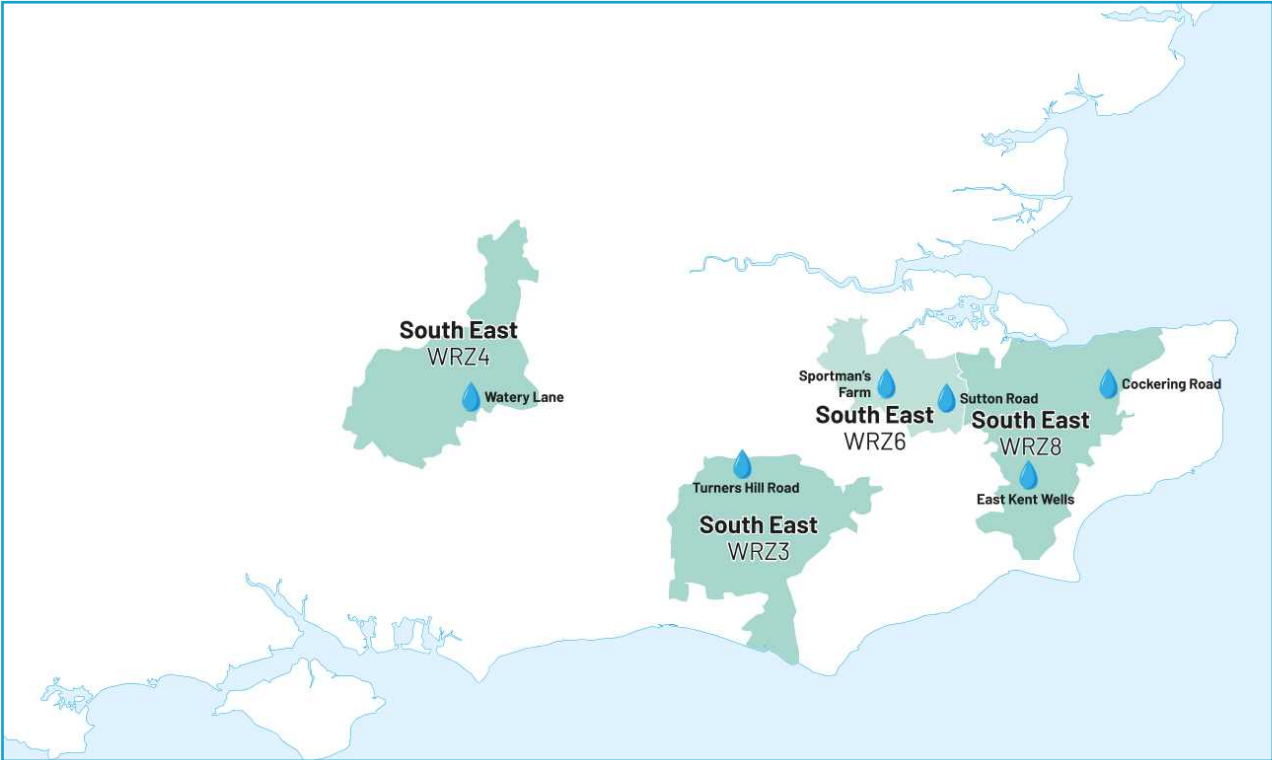 South East
WRZ4
Watery Lane
Sportman's
Farm
South East
WRZ6
Sutton Road
Cockering Road
South East
WRZ8
East Kent Wells
Turners Hill Road
South East
WRZ3